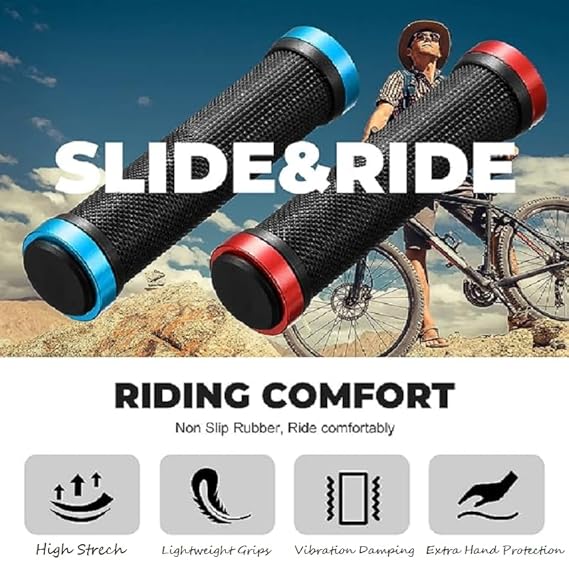 SLIDE&RIDE
RIDING COMFORT
Non Slip Rubber, Ride comfortably
High Strech
Lightweight Grips
Vibration Damping
Extra Hand Protection